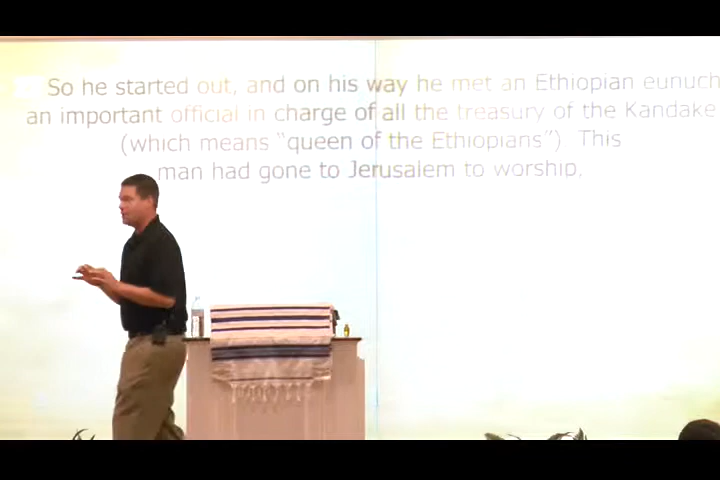 So he started out, and on his way he met an Ethiopian eunuch
an important official in charge of all the treasury of the Kandake
(which means "queen of the Ethiopians") This
man had gone to Jerusalem to worship,